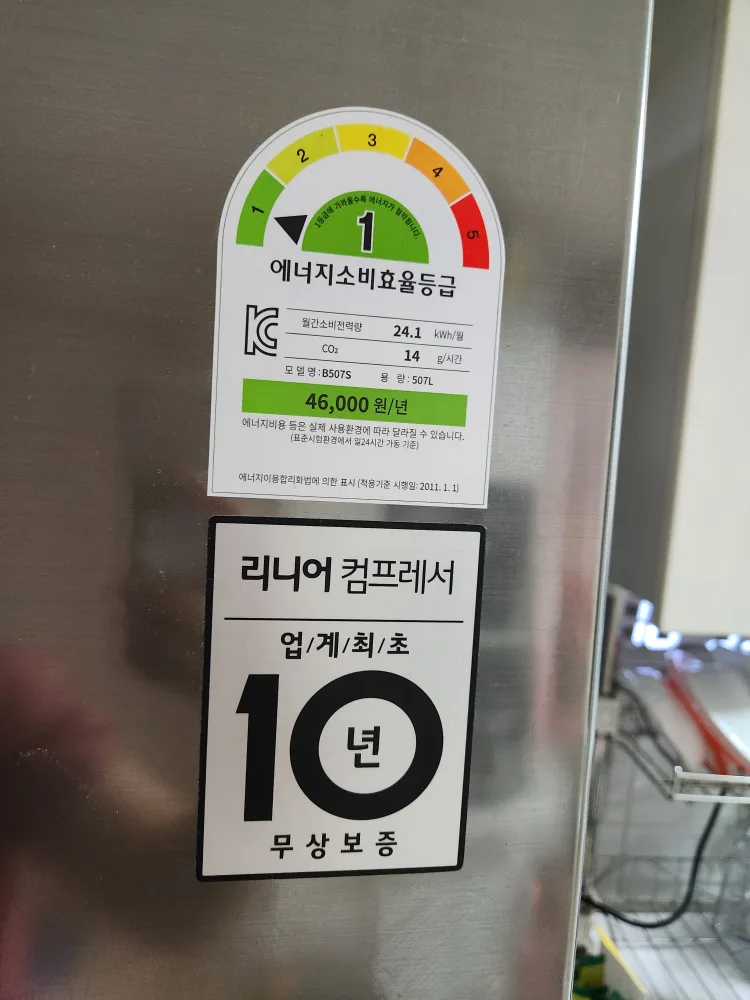 1 2 3 4 5
1등급에 가까울수록 에너지가 절약됩니다.
1
에너지소비효율등급
월간소비전력량 24.1 kWh/월
CO₂ 14 g/시간
모델명:B507S 용 량:507L
46,000 원/년
에너지비용 등은 실제 사용환경에 따라 달라질 수 있습니다.
(표준시험환경에서 일24시간 가동 기준)
에너지이용합리화법에 의한 표시 (적용기준 시행일: 2011. 1. 1)
리니어 컴프레서
업/계/최/초
10년
무상보증